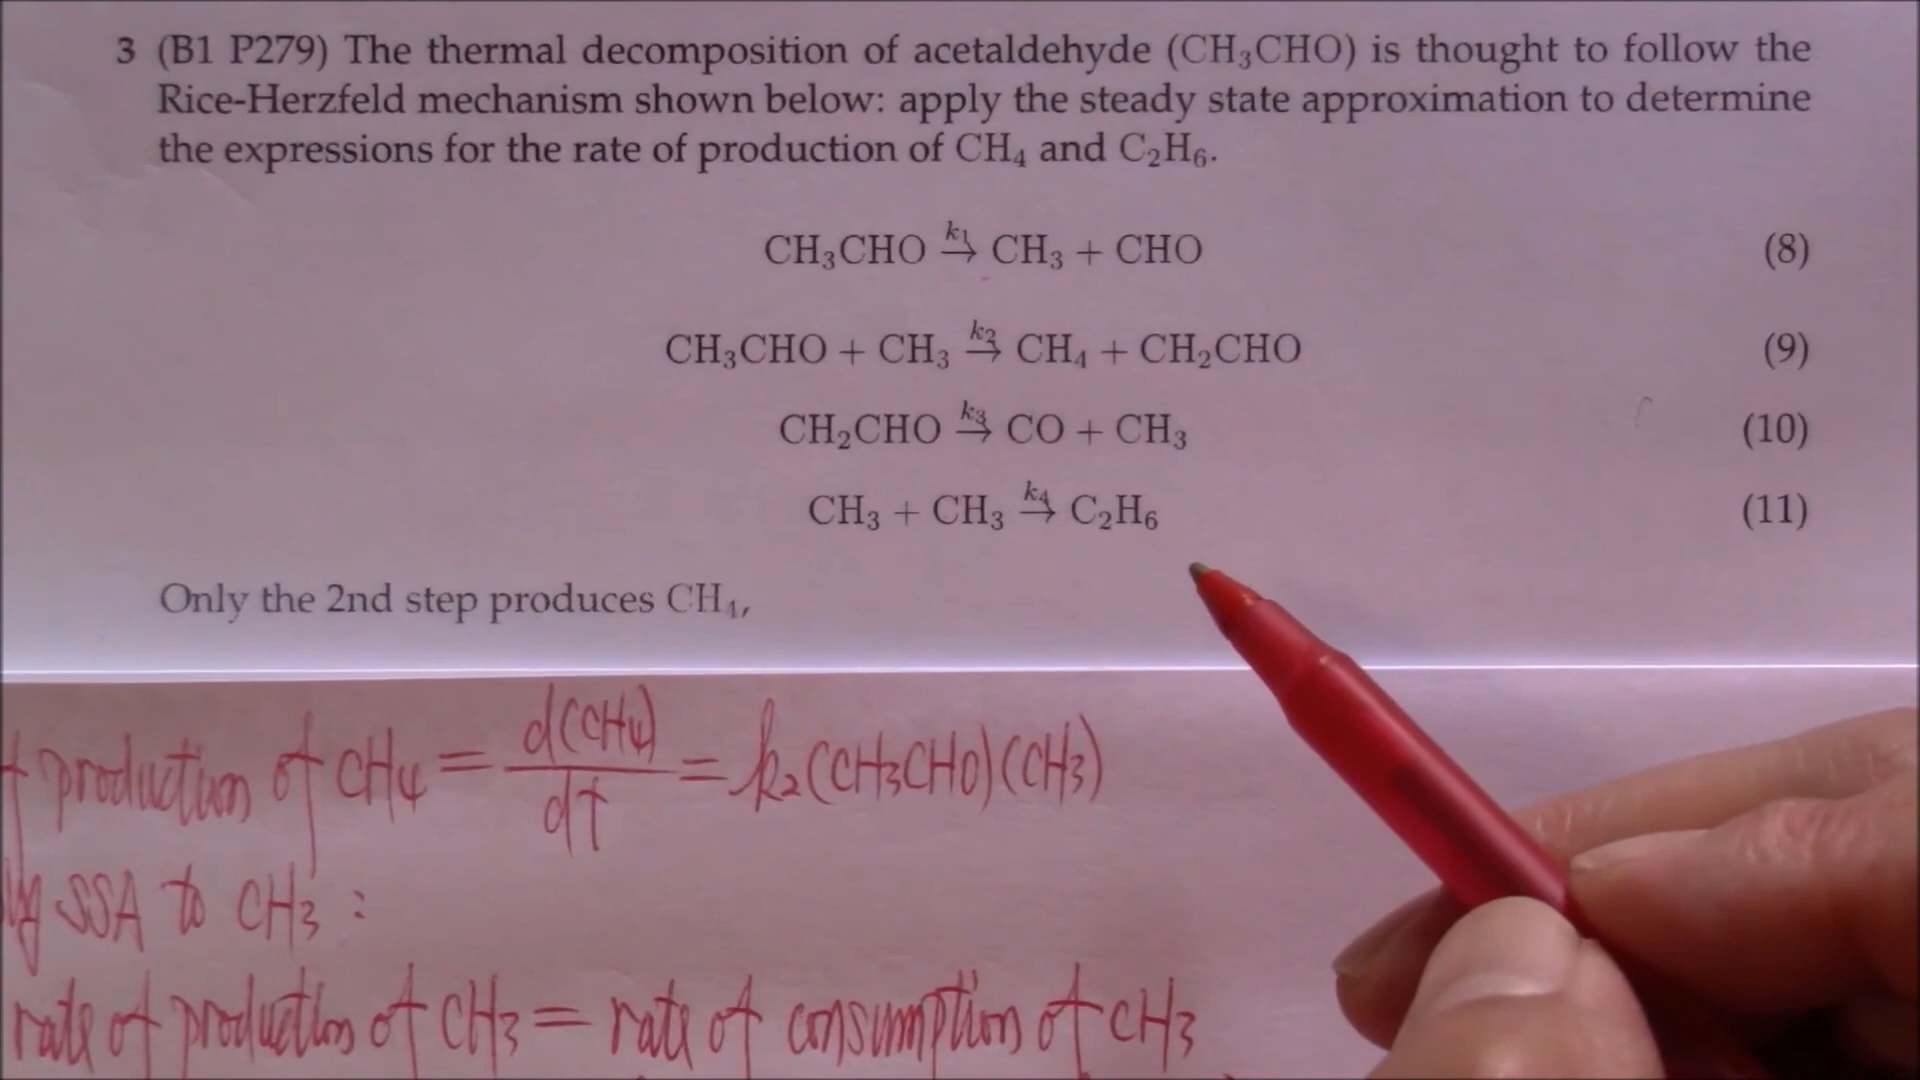 3 (B1 P279) The thermal decomposition of acetaldehyde (CH₃CHO) is thought to follow the
Rice-Herzfeld mechanism shown below: apply the steady state approximation to determine
the expressions for the rate of production of CH₄ and C₂H₆.
CH₃CHO →k₁ CH₃ + CHO (8)
CH₃CHO + CH₃ →k₂ CH₄ + CH₂CHO (9)
CH₂CHO →k₃ CO + CH₃ (10)
CH₃ + CH₃ →k₄ C₂H₆ (11)
Only the 2nd step produces CH₄,
production of CH₄ = d(CH₄)/dt = k₂(CH₃CHO)(CH₃)
SSA to CH₃ :
rate of production of CH₃ = rate of consumption of CH₃